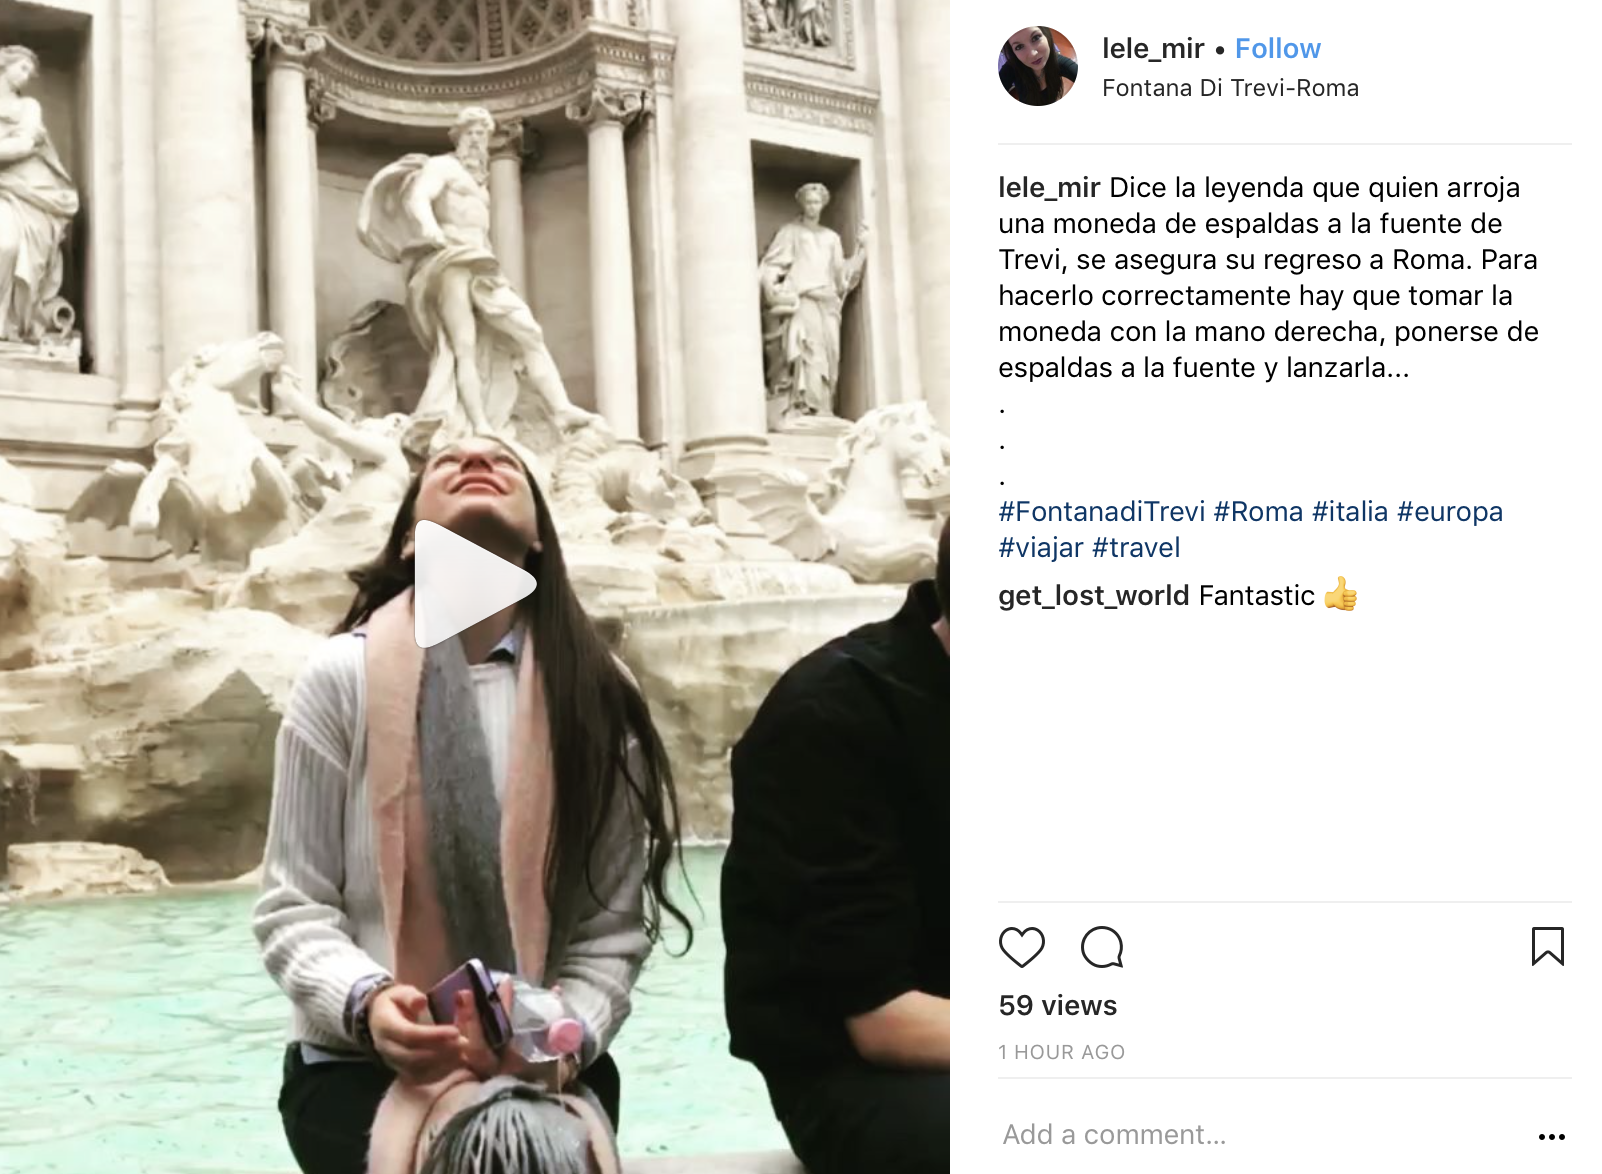 lele_mir • Follow
Fontana Di Trevi-Roma
lele_mir Dice la leyenda que quien arroja
una moneda de espaldas a la fuente de
Trevi, se asegura su regreso a Roma. Para
hacerlo correctamente hay que tomar la
moneda con la mano derecha, ponerse de
espaldas a la fuente y lanzarla...
.
.
.
#FontanadiTrevi #Roma #italia #europa
#viajar #travel
get_lost_world Fantastic 👍
59 views
1 HOUR AGO
Add a comment...